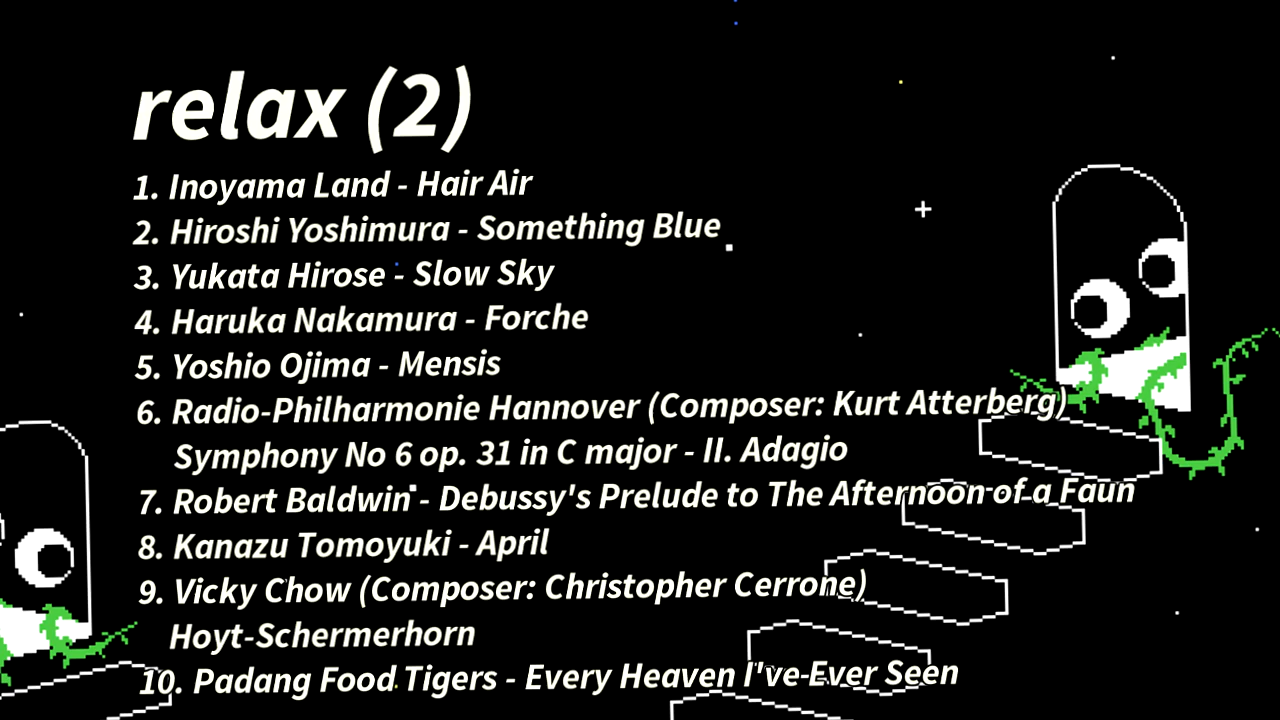 relax (2)
1. Inoyama Land - Hair Air
2. Hiroshi Yoshimura - Something Blue
3. Yukata Hirose - Slow Sky
4. Haruka Nakamura - Forche
5. Yoshio Ojima - Mensis
6. Radio-Philharmonie Hannover (Composer: Kurt Atterberg)
Symphony No 6 op. 31 in C major - II. Adagio
7. Robert Baldwin - Debussy's Prelude to The Afternoon of a Faun
8. Kanazu Tomoyuki - April
9. Vicky Chow (Composer: Christopher Cerrone)
Hoyt-Schermerhorn
10. Padang Food Tigers - Every Heaven I've Ever Seen